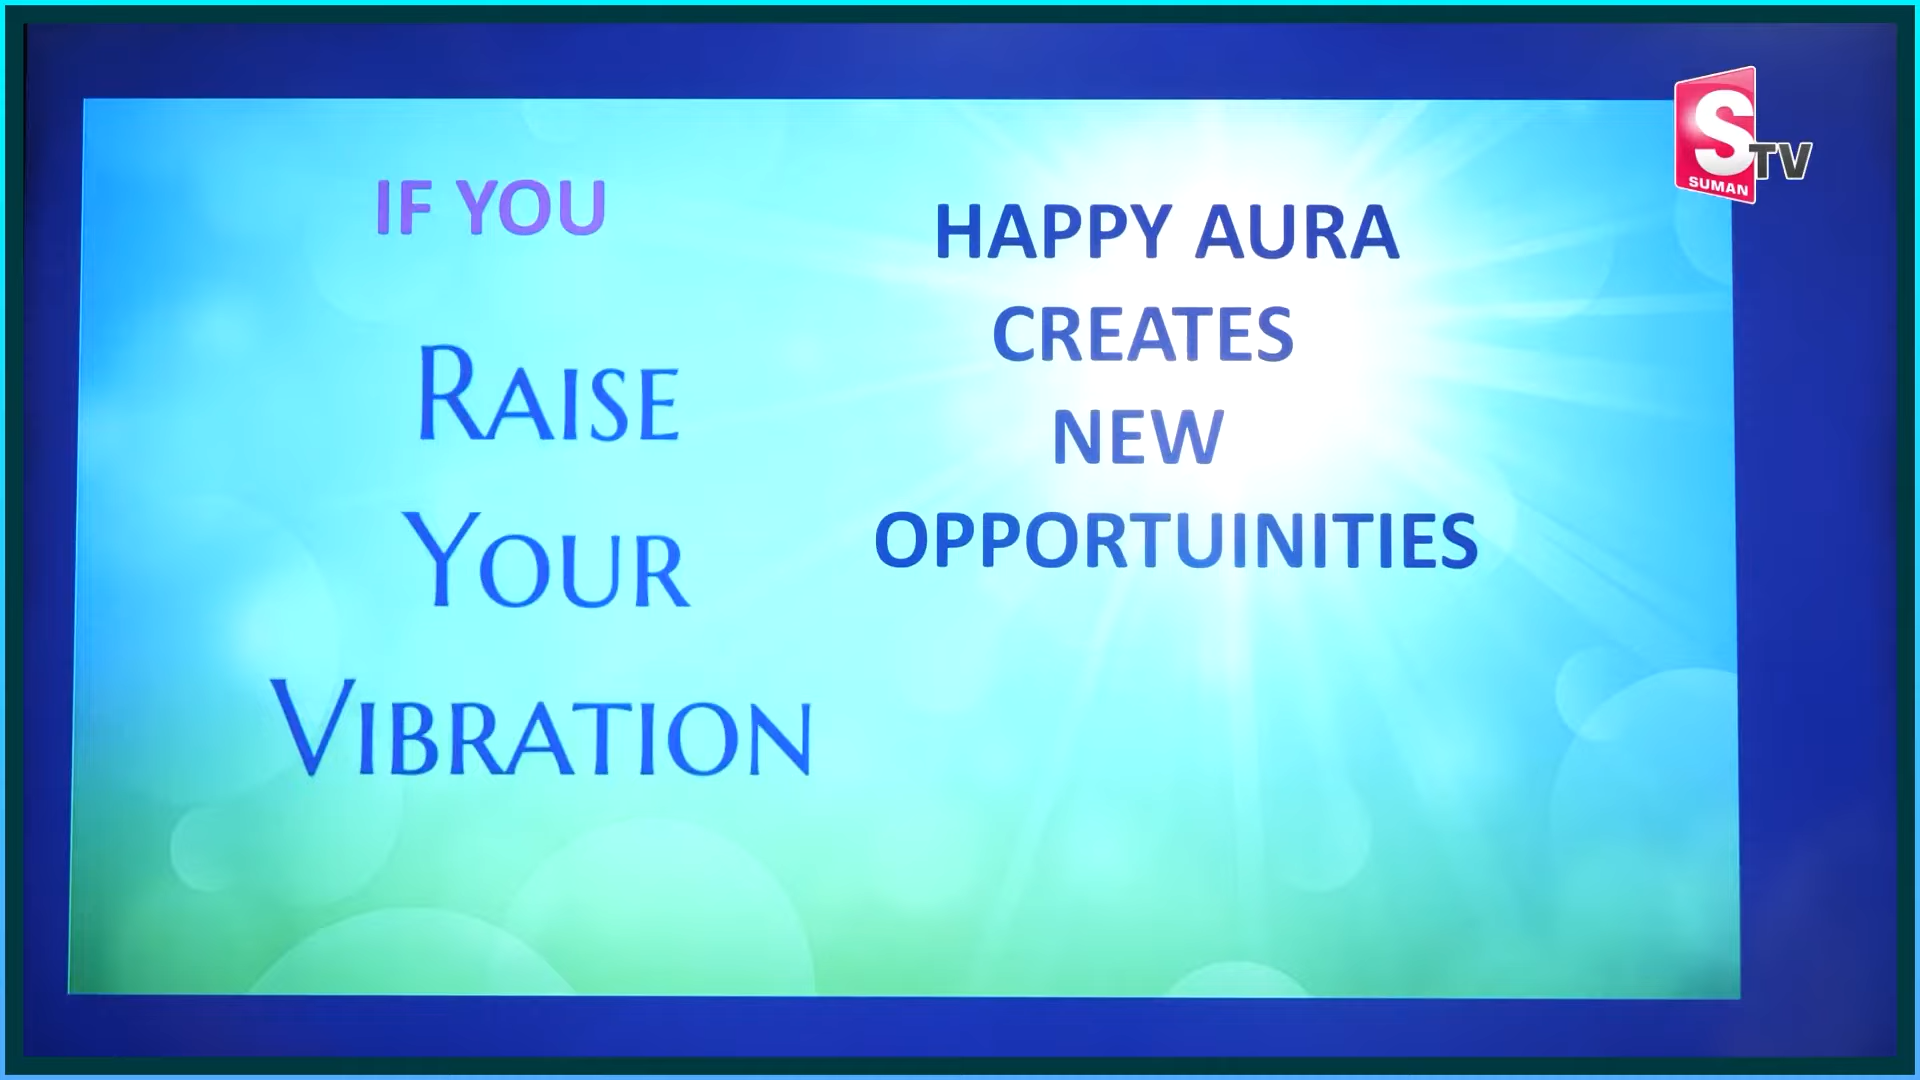 IF YOU
RAISE
YOUR
VIBRATION
HAPPY AURA
CREATES
NEW
OPPORTUINITIES
S TV
SUMAN